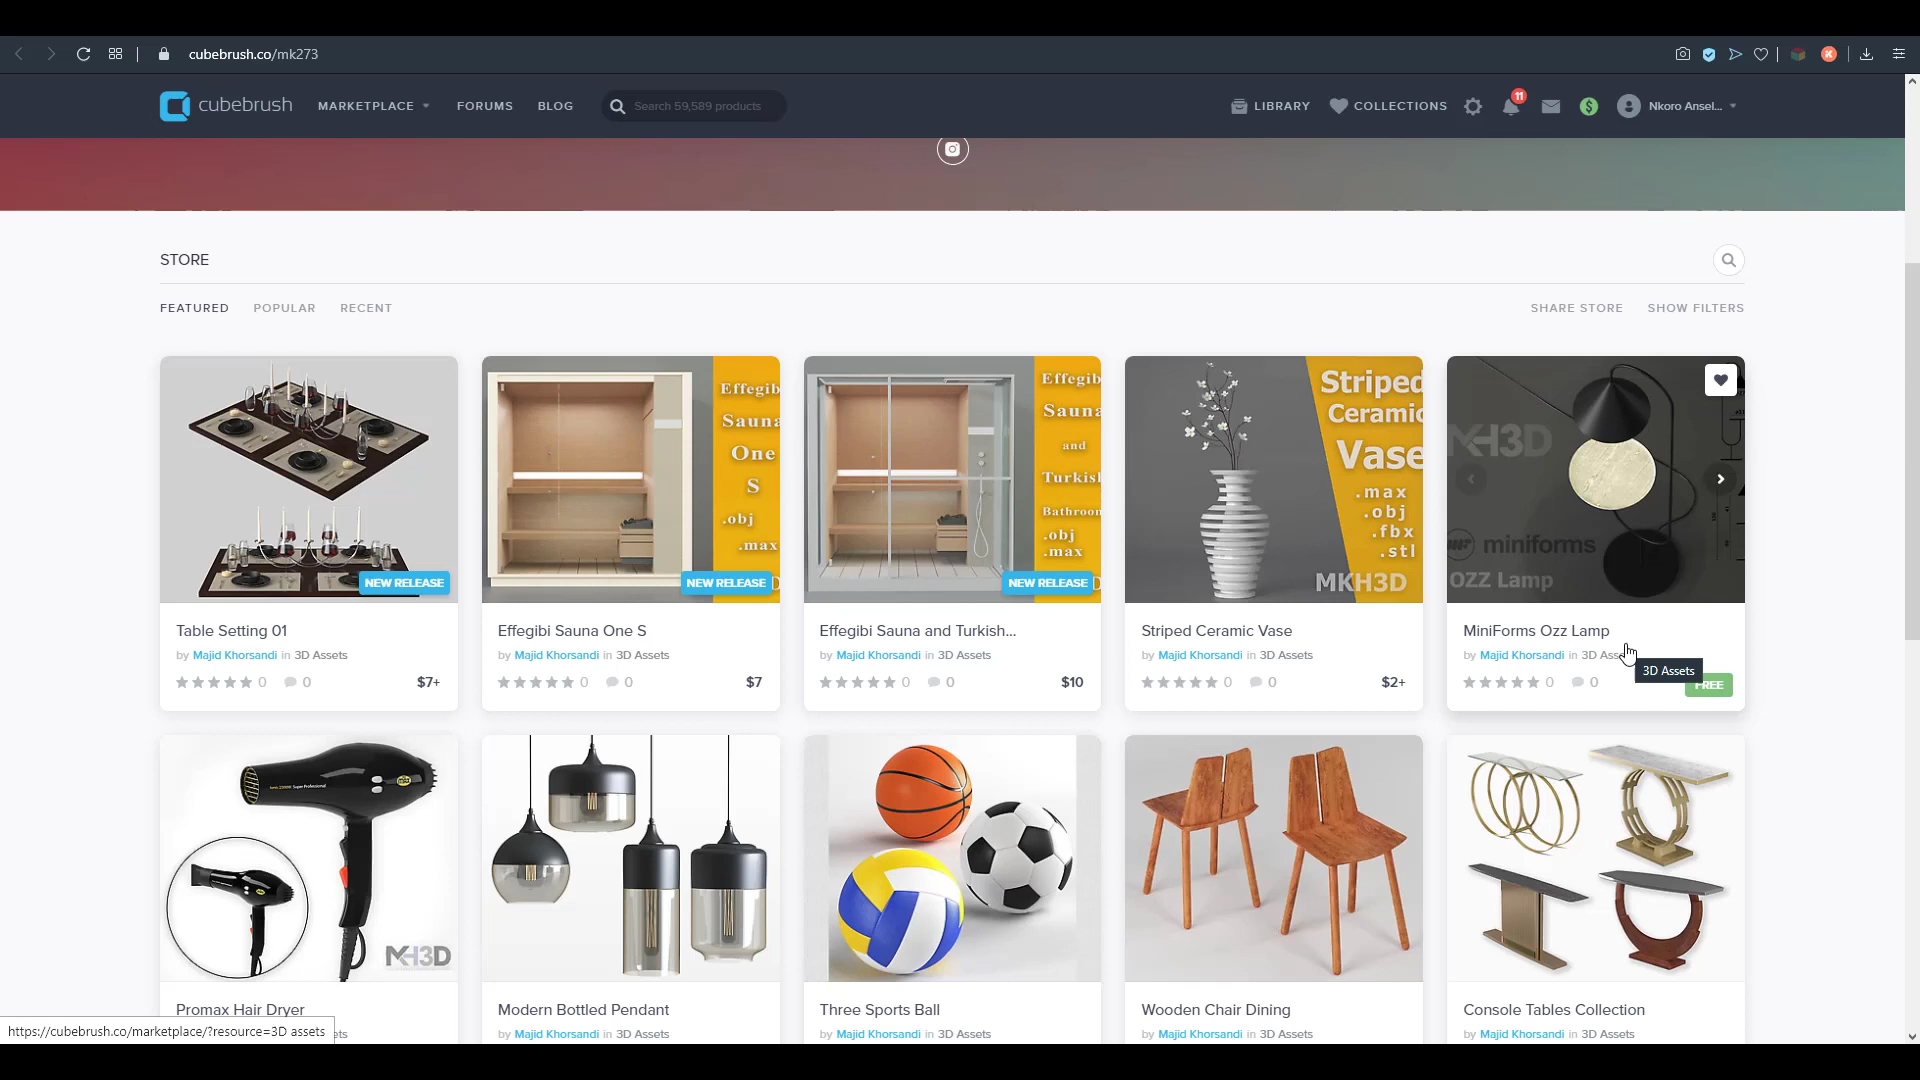 cubebrush.co/mk273
cubebrush
MARKETPLACE
FORUMS
BLOG
Search 59,589 products
LIBRARY
COLLECTIONS
11
$
Nkoro Ansel...
STORE
FEATURED
POPULAR
RECENT
SHARE STORE
SHOW FILTERS
NEW RELEASE
Table Setting 01
by Majid Khorsandi in 3D Assets
0
0
$7+
Effegib
Sauna
One
S
.obj
.max
NEW RELEASE
Effegibi Sauna One S
by Majid Khorsandi in 3D Assets
0
0
$7
Effegib
Sauna
and
Turkish
Bathroom
.obj
.max
NEW RELEASE
Effegibi Sauna and Turkish...
by Majid Khorsandi in 3D Assets
0
0
$10
Striped
Ceramic
Vase
.max
.obj
.fbx
.stl
MKH3D
Striped Ceramic Vase
by Majid Khorsandi in 3D Assets
0
0
$2+
MKH3D
miniforms
OZZ Lamp
MiniForms Ozz Lamp
by Majid Khorsandi in 3D Ass
3D Assets
0
0
FREE
Super Professional
MKH3D
Promax Hair Dryer
Modern Bottled Pendant
by Majid Khorsandi in 3D Assets
Three Sports Ball
by Majid Khorsandi in 3D Assets
Wooden Chair Dining
by Majid Khorsandi in 3D Assets
Console Tables Collection
by Majid Khorsandi in 3D Assets
https://cubebrush.co/marketplace/?resource=3D assets
ets